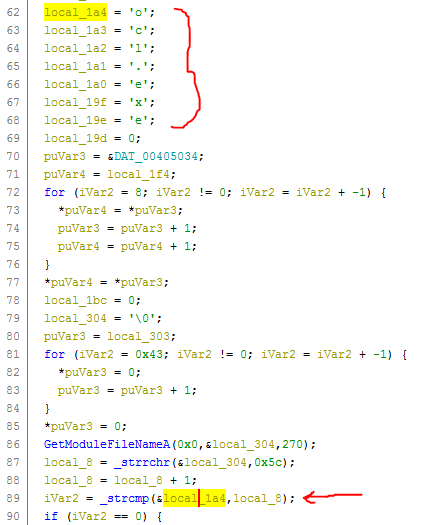 62 local_1a4 = 'o';
63 local_1a3 = 'c';
64 local_1a2 = 'l';
65 local_1a1 = '.';
66 local_1a0 = 'e';
67 local_19f = 'x';
68 local_19e = 'e';
69 local_19d = 0;
70 puVar3 = &DAT_00405034;
71 puVar4 = local_1f4;
72 for (iVar2 = 8; iVar2 != 0; iVar2 = iVar2 + -1) {
73 *puVar4 = *puVar3;
74 puVar3 = puVar3 + 1;
75 puVar4 = puVar4 + 1;
76 }
77 *puVar4 = *puVar3;
78 local_1bc = 0;
79 local_304 = '\0';
80 puVar3 = local_303;
81 for (iVar2 = 0x43; iVar2 != 0; iVar2 = iVar2 + -1) {
82 *puVar3 = 0;
83 puVar3 = puVar3 + 1;
84 }
85 *puVar3 = 0;
86 GetModuleFileNameA(0x0,&local_304,270);
87 local_8 = _strrchr(&local_304,0x5c);
88 local_8 = local_8 + 1;
89 iVar2 = _strcmp(&local_1a4,local_8);
90 if (iVar2 == 0) {